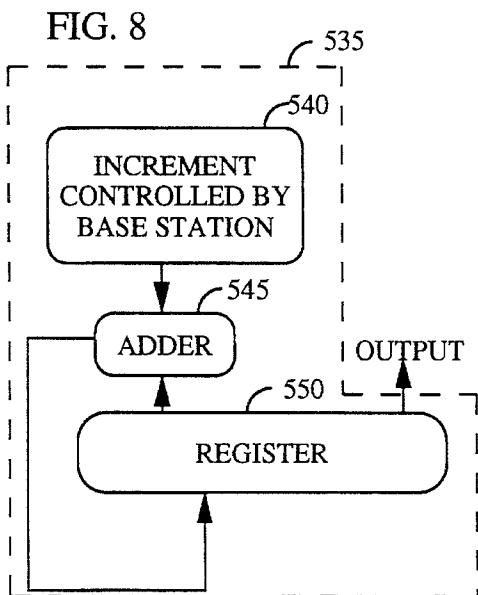 FIG. 8
535
540
INCREMENT
CONTROLLED BY
BASE STATION
545
ADDER
OUTPUT
550
REGISTER